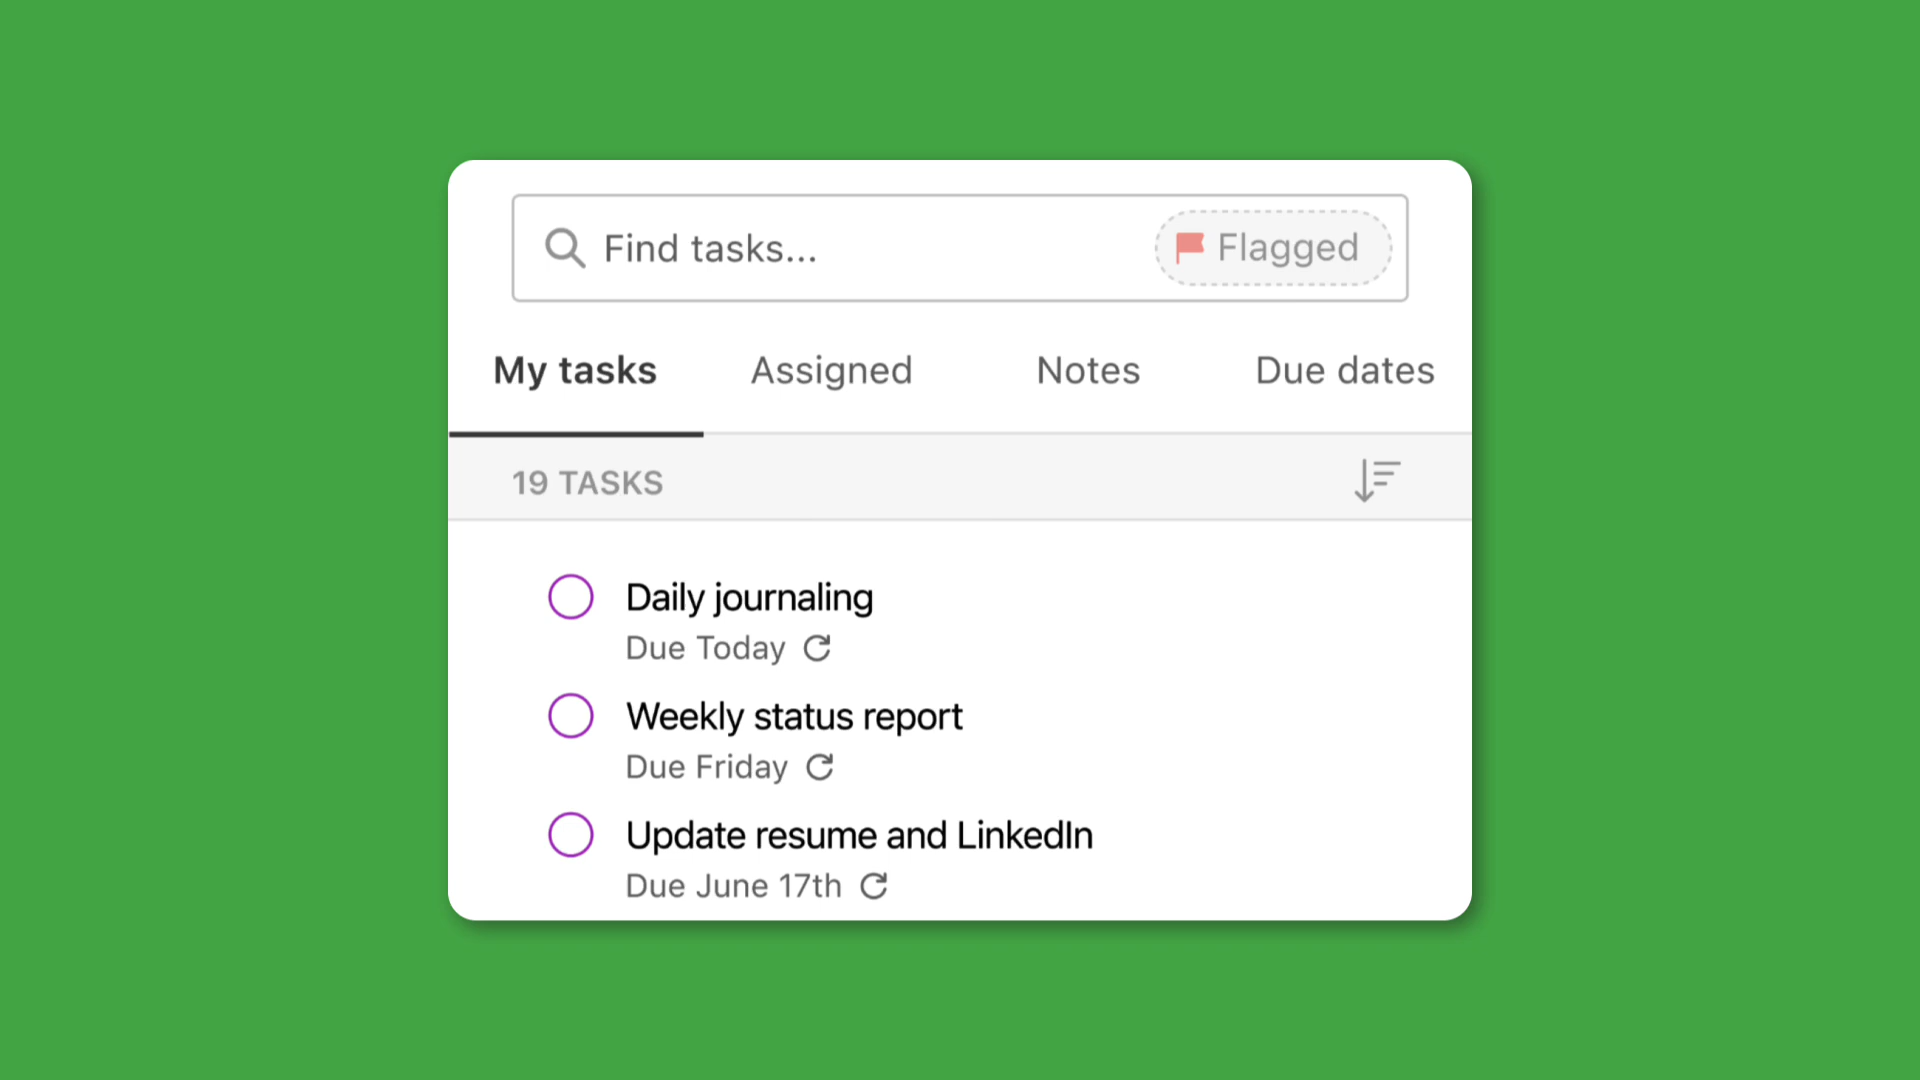 Find tasks...
Flagged
My tasks
Assigned
Notes
Due dates
19 TASKS
Daily journaling
Due Today
Weekly status report
Due Friday
Update resume and LinkedIn
Due June 17th